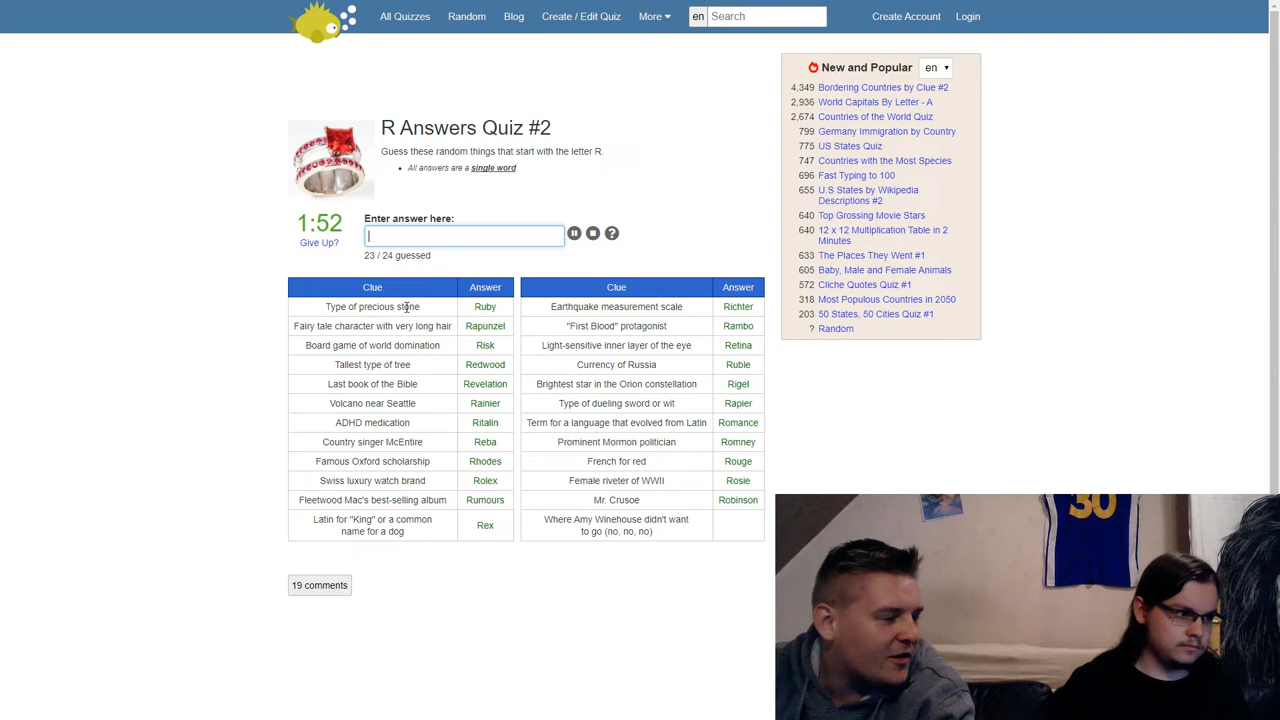 All Quizzes
Random
Blog
Create / Edit Quiz
More
en
Search
Create Account
Login
R Answers Quiz #2
Guess these random things that start with the letter R.
All answers are a single word
1:52
Give Up?
Enter answer here:
23 / 24 guessed
Clue Answer
Type of precious stone Ruby
Fairy tale character with very long hair Rapunzel
Board game of world domination Risk
Tallest type of tree Redwood
Last book of the Bible Revelation
Volcano near Seattle Rainier
ADHD medication Ritalin
Country singer McEntire Reba
Famous Oxford scholarship Rhodes
Swiss luxury watch brand Rolex
Fleetwood Mac's best-selling album Rumours
Latin for "King" or a common
name for a dog Rex
Clue Answer
Earthquake measurement scale Richter
"First Blood" protagonist Rambo
Light-sensitive inner layer of the eye Retina
Currency of Russia Ruble
Brightest star in the Orion constellation Rigel
Type of dueling sword or wit Rapier
Term for a language that evolved from Latin Romance
Prominent Mormon politician Romney
French for red Rouge
Female riveter of WWII Rosie
Mr. Crusoe Robinson
Where Amy Winehouse didn't want
to go (no, no, no)
19 comments
New and Popular en
4,349 Bordering Countries by Clue #2
2,936 World Capitals By Letter - A
2,674 Countries of the World Quiz
799 Germany Immigration by Country
775 US States Quiz
747 Countries with the Most Species
696 Fast Typing to 100
655 U.S States by Wikipedia
Descriptions #2
640 Top Grossing Movie Stars
640 12 x 12 Multiplication Table in 2
Minutes
633 The Places They Went #1
605 Baby, Male and Female Animals
572 Cliche Quotes Quiz #1
318 Most Populous Countries in 2050
203 50 States, 50 Cities Quiz #1
? Random
30